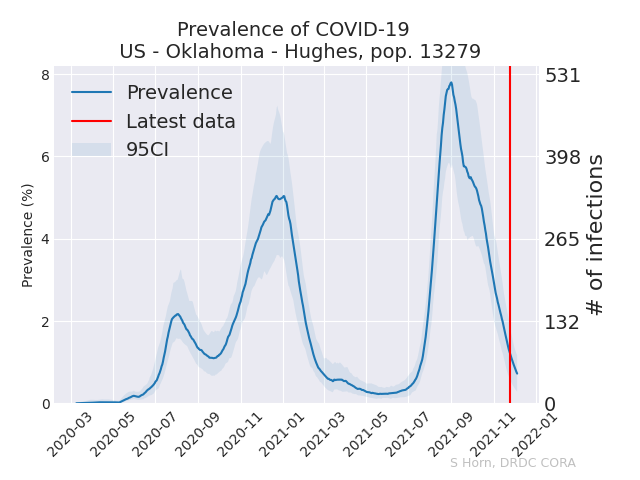 Prevalence of COVID-19
US - Oklahoma - Hughes, pop. 13279
Prevalence
Latest data
95CI
Prevalence (%)
8
6
4
2
0
531
398
265
132
0
# of infections
2020-03
2020-05
2020-07
2020-09
2020-11
2021-01
2021-03
2021-05
2021-07
2021-09
2021-11
2022-01
S Horn, DRDC CORA